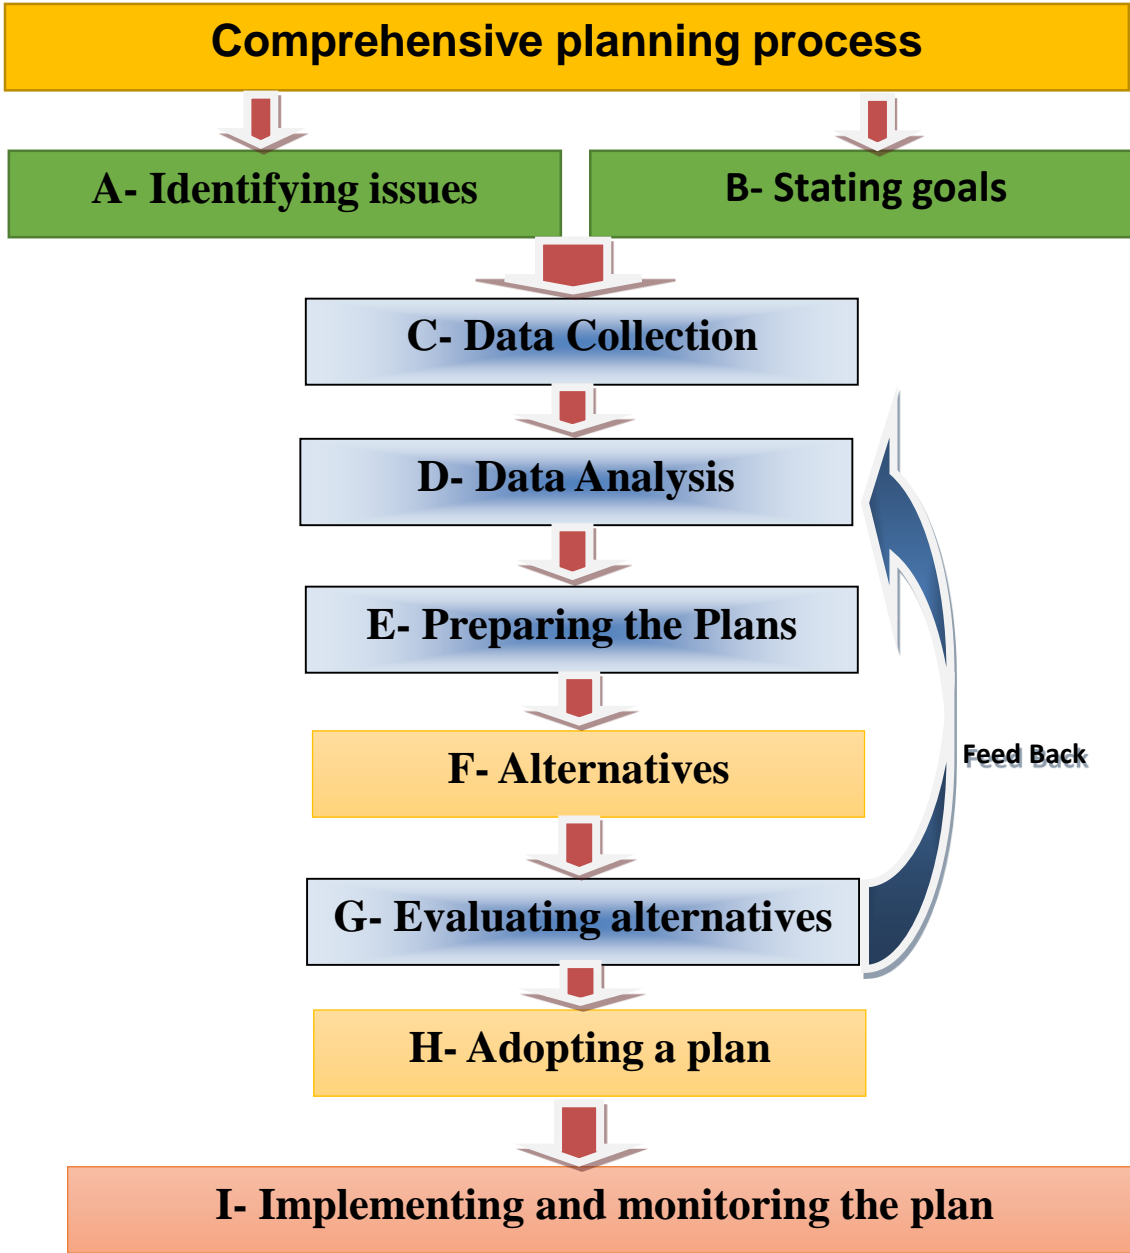 Comprehensive planning process
A- Identifying issues
B- Stating goals
C- Data Collection
D- Data Analysis
E- Preparing the Plans
F- Alternatives
Feed Back
G- Evaluating alternatives
H- Adopting a plan
I- Implementing and monitoring the plan